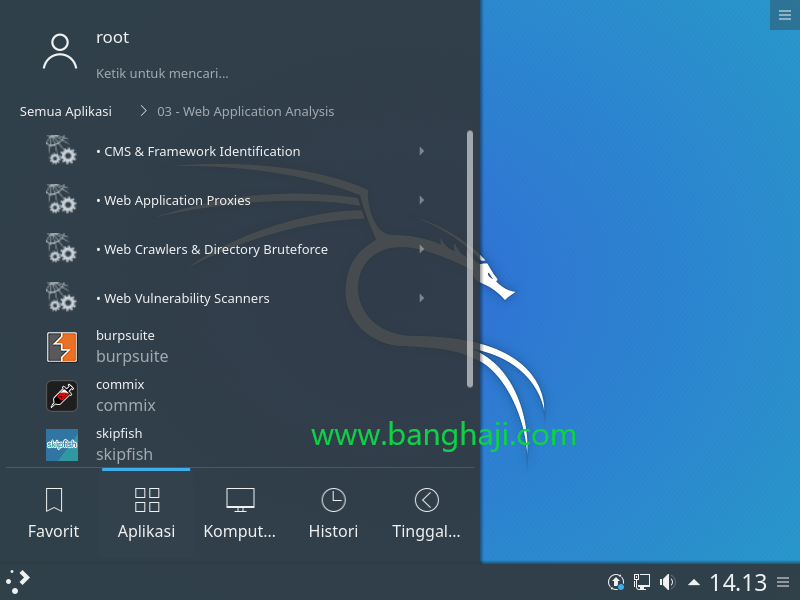 root
Ketik untuk mencari...
Semua Aplikasi
03 - Web Application Analysis
• CMS & Framework Identification
• Web Application Proxies
• Web Crawlers & Directory Bruteforce
• Web Vulnerability Scanners
burpsuite
burpsuite
commix
commix
skipfish
skipfish
skipfish
www.banghaji.com
Favorit
Aplikasi
Komput...
Histori
Tinggal...
14.13